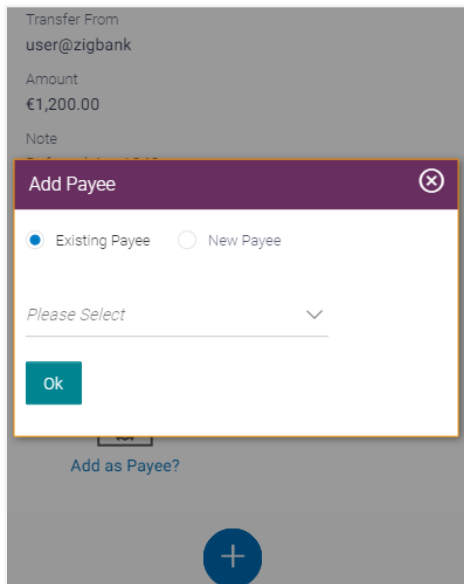 Transfer From
user@zigbank
Amount
€1,200.00
Note
Add Payee
Existing Payee New Payee
Please Select
Ok
Add as Payee?